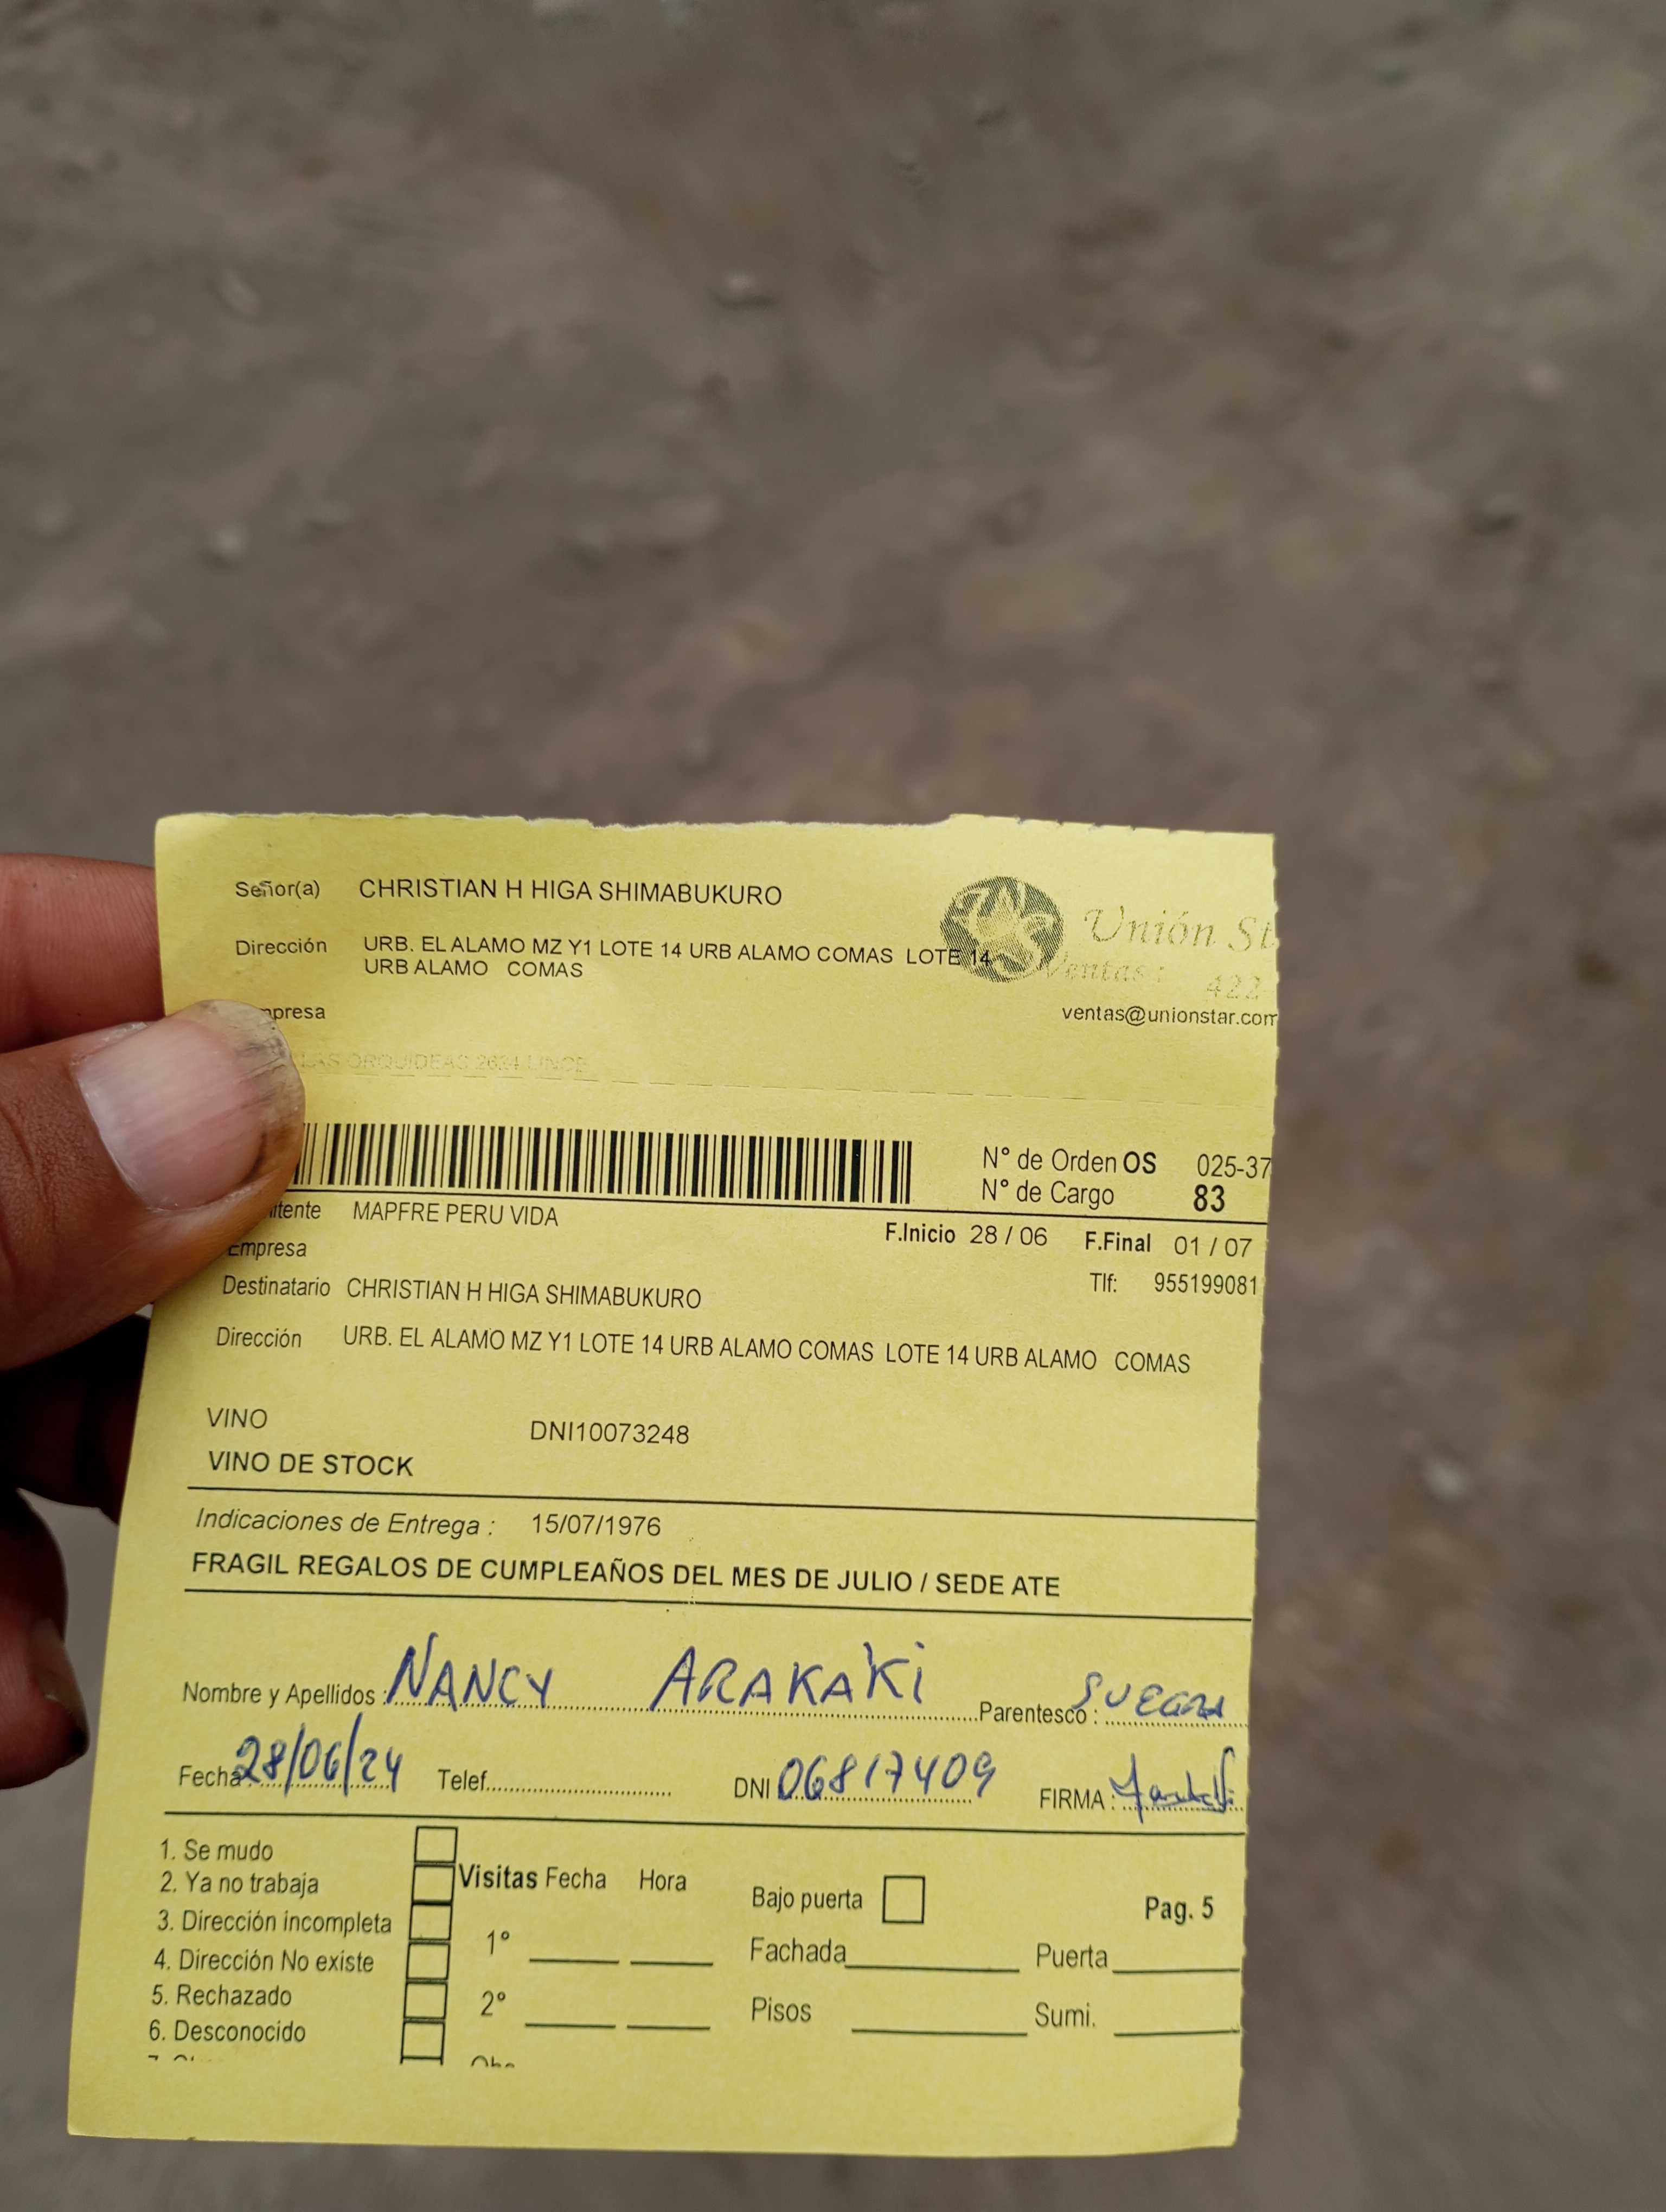 Señor(a) CHRISTIAN H HIGA SHIMABUKURO
Unión St
Dirección URB. EL ALAMO MZ Y1 LOTE 14 URB ALAMO COMAS LOTE 14
URB ALAMO COMAS
Ventas :
422
presa ventas@unionstar.com
LAS ORQUIDEAS 2634 LINCE
N° de Orden OS 025-37
N° de Cargo 83
itente MAPFRE PERU VIDA
F.Inicio 28 / 06 F.Final 01 / 07
Empresa
Tlf: 955199081
Destinatario CHRISTIAN H HIGA SHIMABUKURO
Dirección URB. EL ALAMO MZ Y1 LOTE 14 URB ALAMO COMAS LOTE 14 URB ALAMO COMAS
VINO DNI10073248
VINO DE STOCK
Indicaciones de Entrega : 15/07/1976
FRAGIL REGALOS DE CUMPLEAÑOS DEL MES DE JULIO / SEDE ATE
Nombre y Apellidos : NANCY ARAKAKI Parentesco : SUEGRA
Fecha 28/06/24 Telef. DNI 06817409 FIRMA :
1. Se mudo
2. Ya no trabaja
3. Dirección incompleta
4. Dirección No existe
5. Rechazado
6. Desconocido
Visitas Fecha Hora
1°
2°
Bajo puerta
Pag. 5
Fachada Puerta
Pisos Sumi.